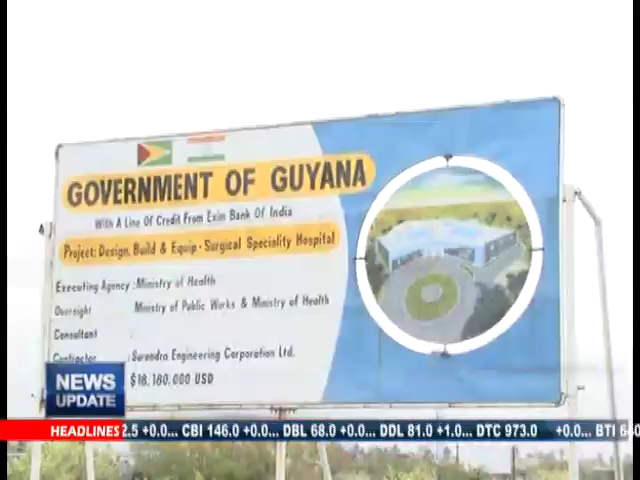 GOVERNMENT OF GUYANA
With A Line Of Credit From Exim Bank Of India
Project: Design, Build & Equip - Surgical Speciality Hospital
Executing Agency : Ministry of Health
Oversight Ministry of Public Works & Ministry of Health
Consultant :
Contractor : Surendra Engineering Corporation Ltd.
$18,180,000 USD
NEWS
UPDATE
HEADLINES 2.5 +0.0... CBI 146.0 +0.0... DBL 68.0 +0.0... DDL 81.0 +1.0... DTC 973.0 +0.0... BTI